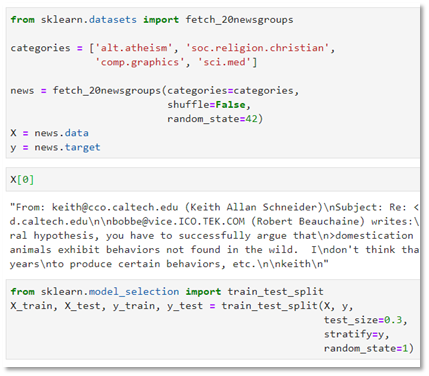 from sklearn.datasets import fetch_20newsgroups
categories = ['alt.atheism', 'soc.religion.christian',
'comp.graphics', 'sci.med']
news = fetch_20newsgroups(categories=categories,
shuffle=False,
random_state=42)
X = news.data
y = news.target
X[0]
"From: keith@cco.caltech.edu (Keith Allan Schneider)\nSubject: Re: <
d.caltech.edu\n\nbobbe@vice.ICO.TEK.COM (Robert Beauchaine) writes:\
ral hypothesis, you have to successfully argue that\n>domestication
animals exhibit behaviors not found in the wild.  I\ndon't think tha
years\nto produce certain behaviors, etc.\n\nkeith\n"
from sklearn.model_selection import train_test_split
X_train, X_test, y_train, y_test = train_test_split(X, y,
test_size=0.3,
stratify=y,
random_state=1)